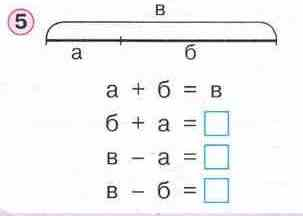 5
в
а б
а + б = в
б + а = □
в − а = □
в − б = □